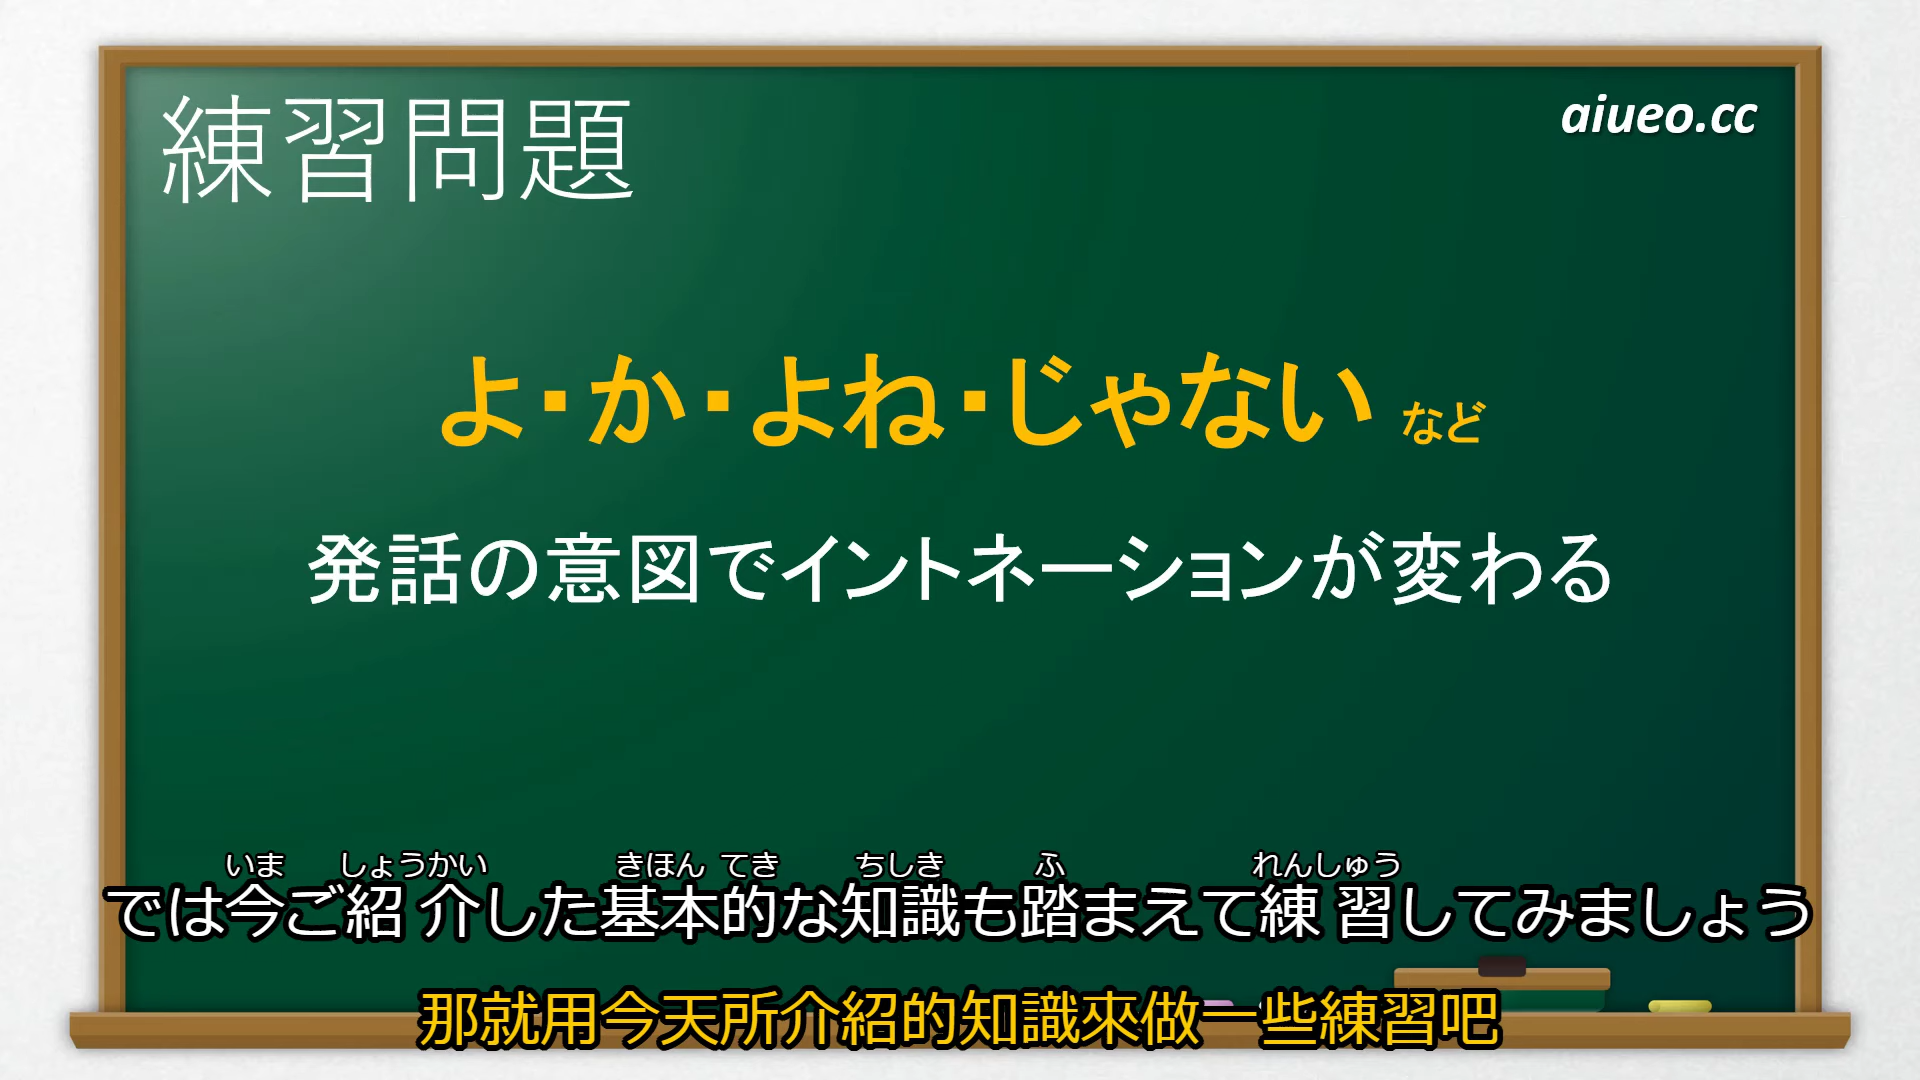 練習問題
aiueo.cc
よ・か・よね・じゃない など
発話の意図でイントネーションが変わる
いま しょうかい きほん てき ちしき ふ れんしゅう
では今ご紹介した基本的な知識も踏まえて練習してみましょう
那就用今天所介紹的知識來做一些練習吧